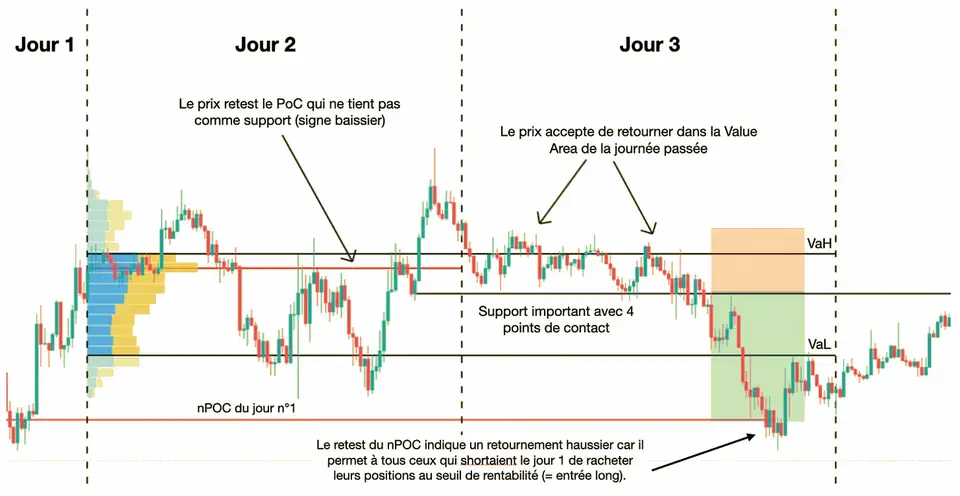 Jour 1
Jour 2
Jour 3
Le prix retest le PoC qui ne tient pas
comme support (signe baissier)
Le prix accepte de retourner dans la Value
Area de la journée passée
VaH
Support important avec 4
points de contact
VaL
nPOC du jour n°1
Le retest du nPOC indique un retournement haussier car il
permet à tous ceux qui shortaient le jour 1 de racheter
leurs positions au seuil de rentabilité (= entrée long).